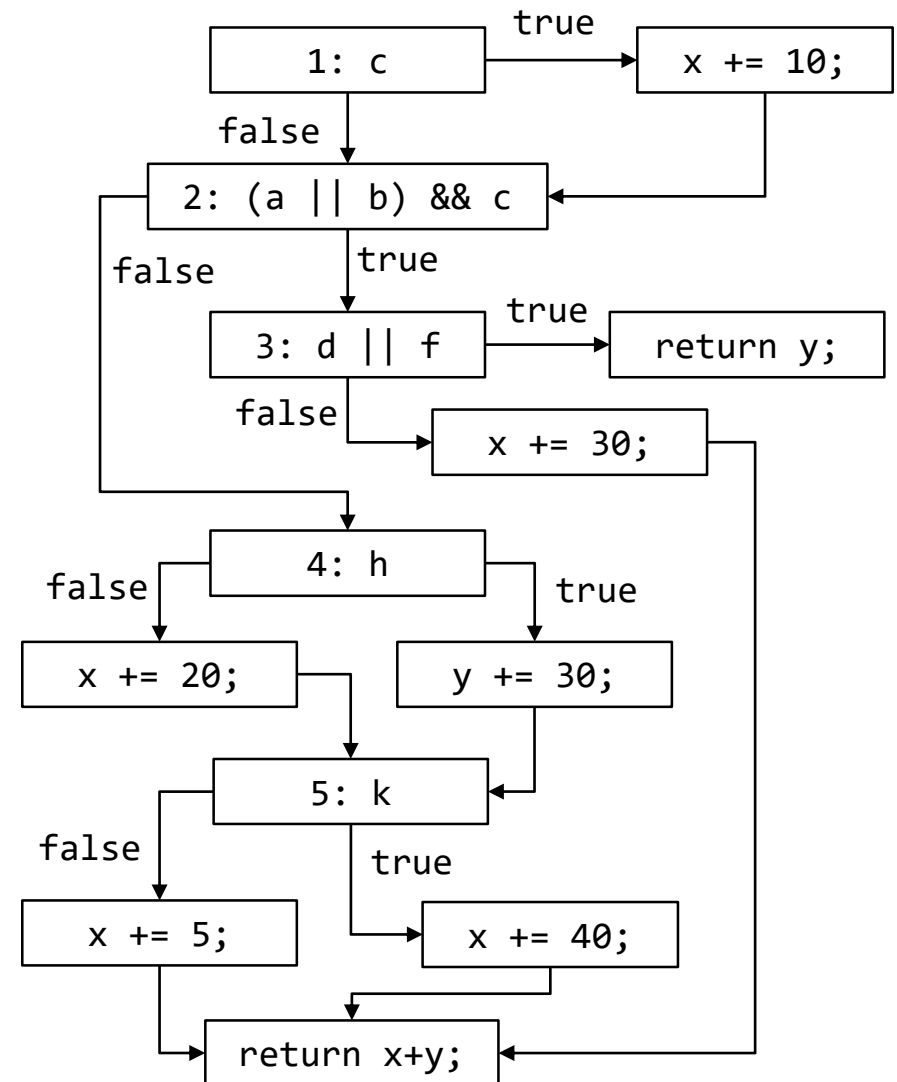 true
1: c
x += 10;
false
2: (a || b) && c
false
true
true
3: d || f
return y;
false
x += 30;
4: h
false
true
x += 20;
y += 30;
5: k
false
true
x += 5;
x += 40;
return x+y;